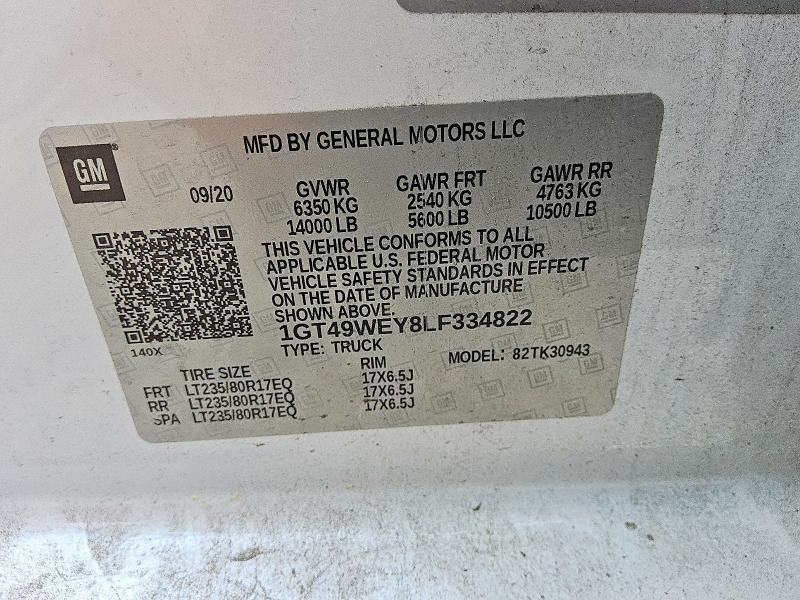 MFD BY GENERAL MOTORS LLC
GM
09/20
GVWR GAWR FRT GAWR RR
6350 KG 2540 KG 4763 KG
14000 LB 5600 LB 10500 LB
THIS VEHICLE CONFORMS TO ALL
APPLICABLE U.S. FEDERAL MOTOR
VEHICLE SAFETY STANDARDS IN EFFECT
ON THE DATE OF MANUFACTURE
SHOWN ABOVE.
1GT49WEY8LF334822
140X
TYPE: TRUCK MODEL: 82TK30943
TIRE SIZE RIM
FRT LT235/80R17EQ 17X6.5J
RR LT235/80R17EQ 17X6.5J
SPA LT235/80R17EQ 17X6.5J